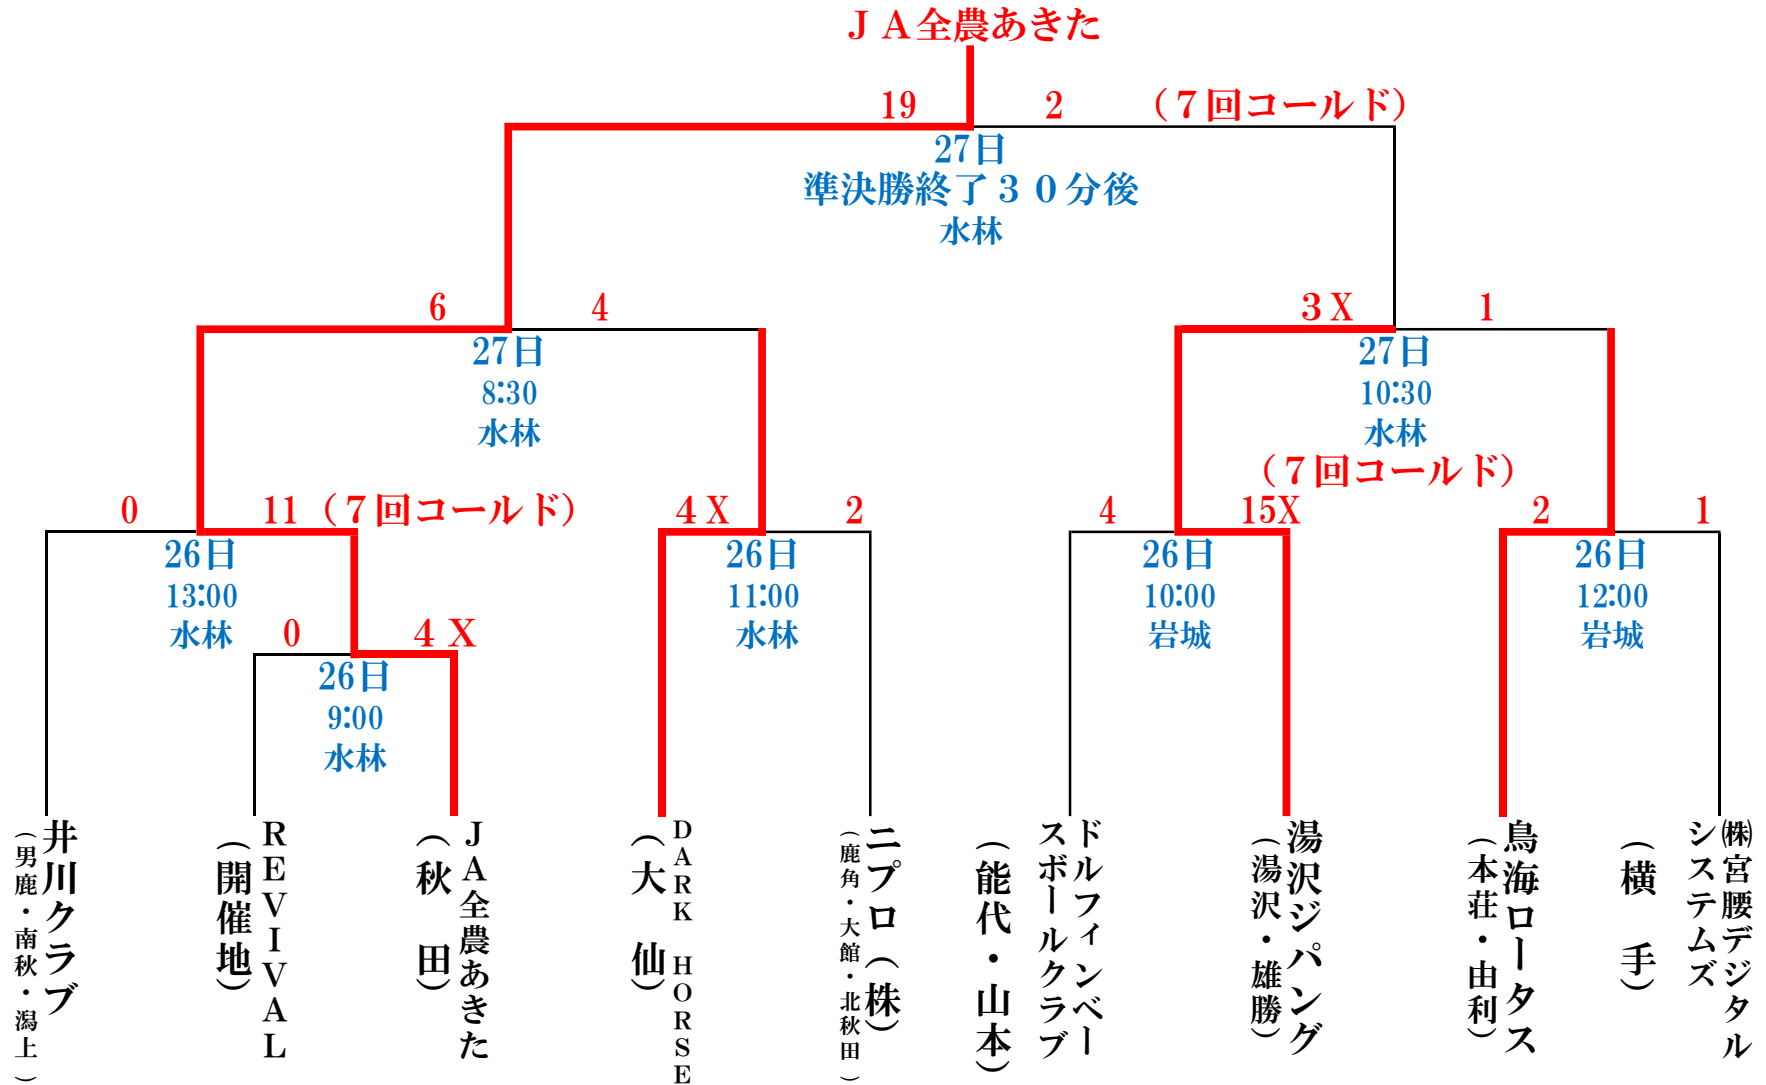 ＪＡ全農あきた
19 2 （７回コールド）
27日
準決勝終了３０分後
水林
6 4
27日
8:30
水林
３Ｘ 1
27日
10:30
水林
0 11 （７回コールド）
26日
13:00
水林
４Ｘ 2
26日
11:00
水林
（７回コールド）
4 15X
26日
10:00
岩城
2 1
26日
12:00
岩城
0 ４Ｘ
26日
9:00
水林
井川クラブ
（男鹿・南秋・潟上）
ＲＥＶＩＶＡＬ
（開催地）
ＪＡ全農あきた
（秋　田）
ＤＡＲＫ　ＨＯＲＳＥ
（大　仙）
ニプロ（株）
（鹿角・大館・北秋田）
ドルフィンベー
スボールクラブ
（能代・山本）
湯沢ジパング
（湯沢・雄勝）
鳥海ロータス
（本荘・由利）
㈱宮腰デジタル
システムズ
（横　手）